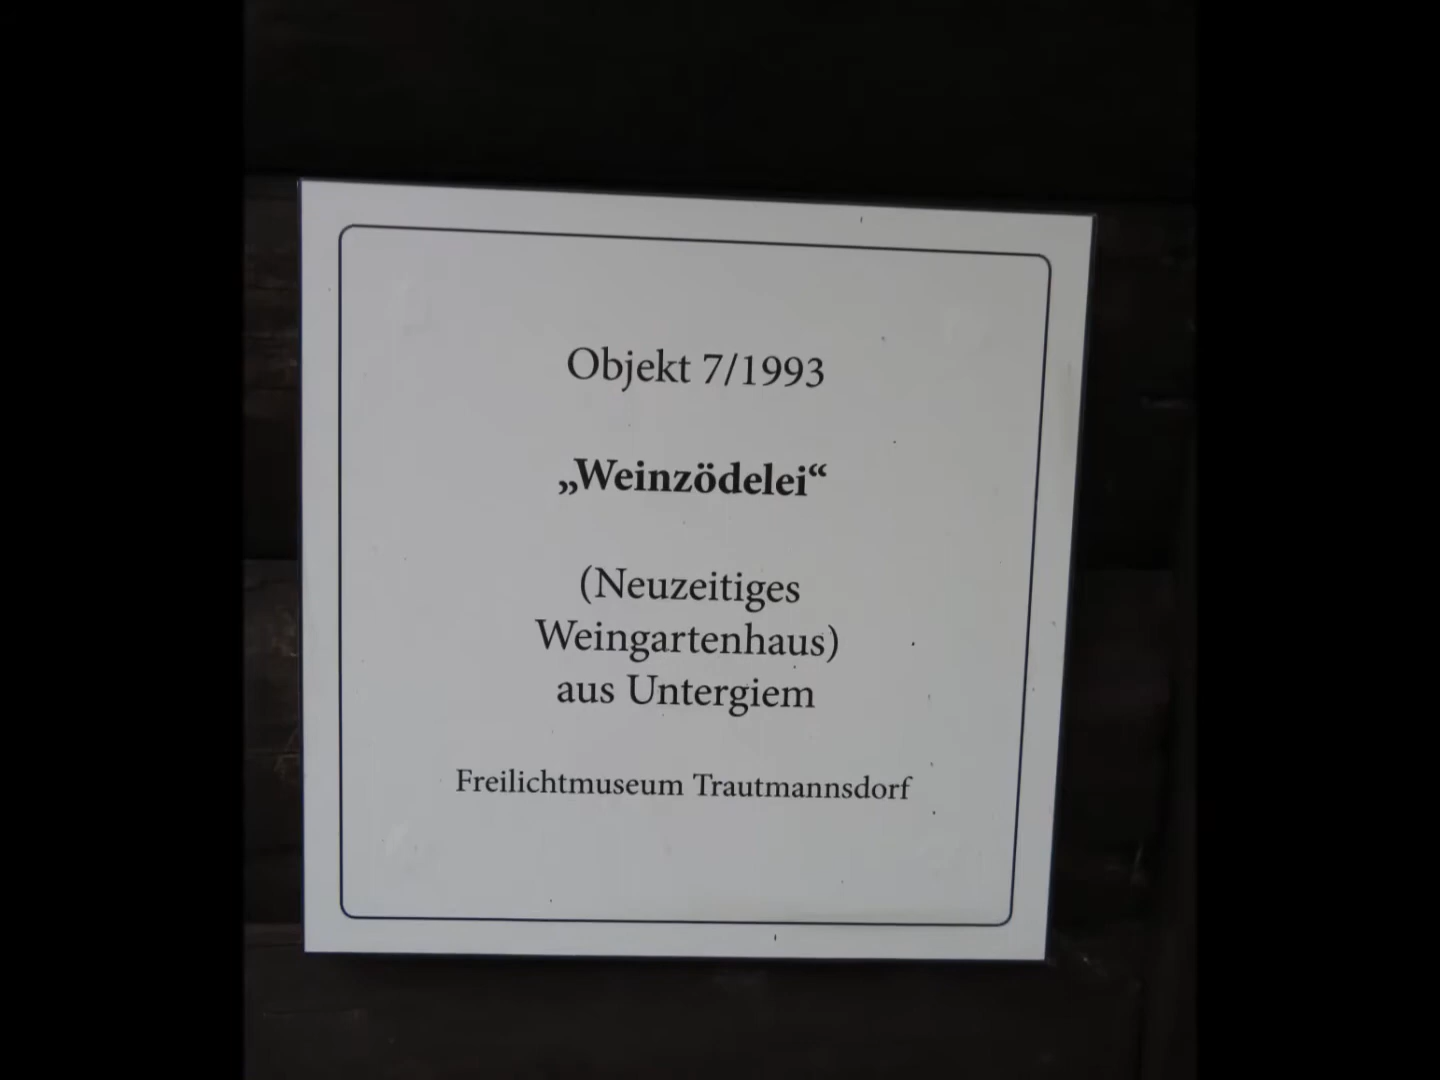 Objekt 7/1993
„Weinzödelei“
(Neuzeitiges
Weingartenhaus)
aus Untergiem
Freilichtmuseum Trautmannsdorf